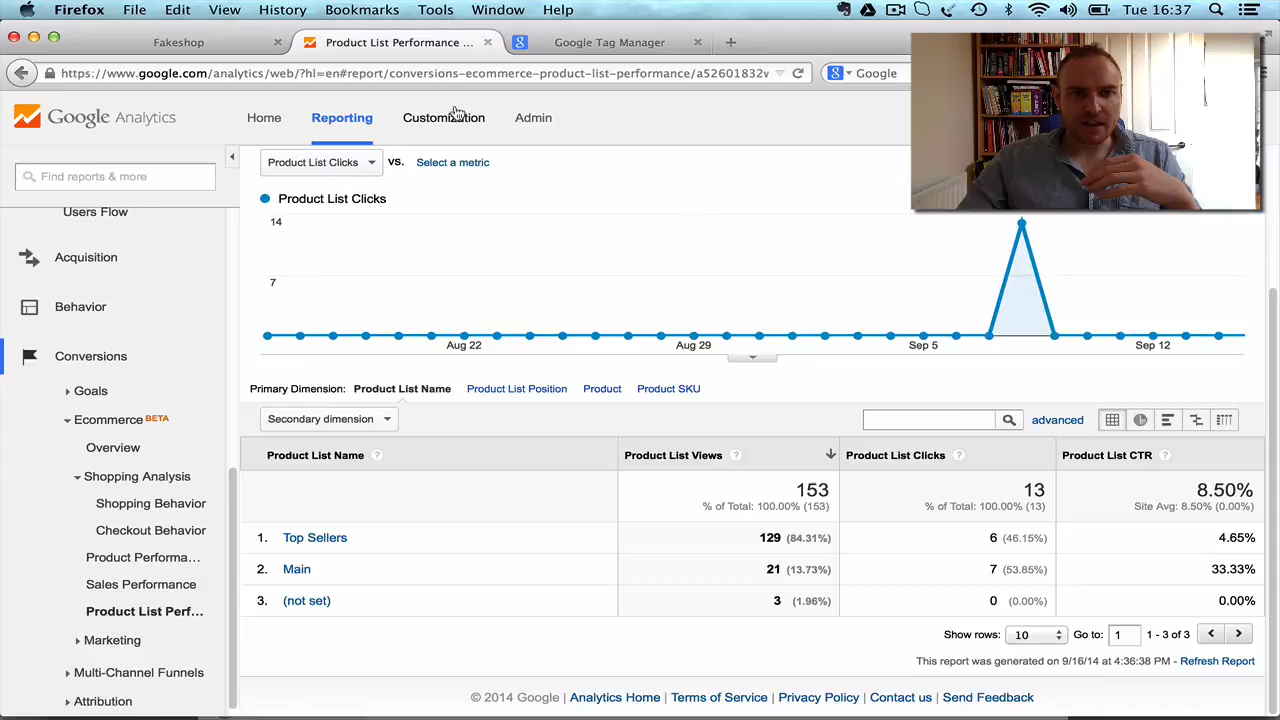 Firefox File Edit View History Bookmarks Tools Window Help Tue 16:37
Fakeshop Product List Performance ... Google Tag Manager
https://www.google.com/analytics/web/?hl=en#report/conversions-ecommerce-product-list-performance/a52601832v Google
Google Analytics Home Reporting Customization Admin
Find reports & more
Product List Clicks vs. Select a metric
Product List Clicks
14
7
Aug 22 Aug 29 Sep 5 Sep 12
Users Flow
Acquisition
Behavior
Conversions
Goals
Ecommerce BETA
Overview
Shopping Analysis
Shopping Behavior
Checkout Behavior
Product Performa...
Sales Performance
Product List Perf...
Marketing
Multi-Channel Funnels
Attribution
Primary Dimension: Product List Name Product List Position Product Product SKU
Secondary dimension advanced
Product List Name ? Product List Views ? Product List Clicks ? Product List CTR ?
153 13 8.50%
% of Total: 100.00% (153) % of Total: 100.00% (13) Site Avg: 8.50% (0.00%)
1. Top Sellers 129 (84.31%) 6 (46.15%) 4.65%
2. Main 21 (13.73%) 7 (53.85%) 33.33%
3. (not set) 3 (1.96%) 0 (0.00%) 0.00%
Show rows: 10 Go to: 1 1 - 3 of 3
This report was generated on 9/16/14 at 4:36:38 PM - Refresh Report
© 2014 Google | Analytics Home | Terms of Service | Privacy Policy | Contact us | Send Feedback